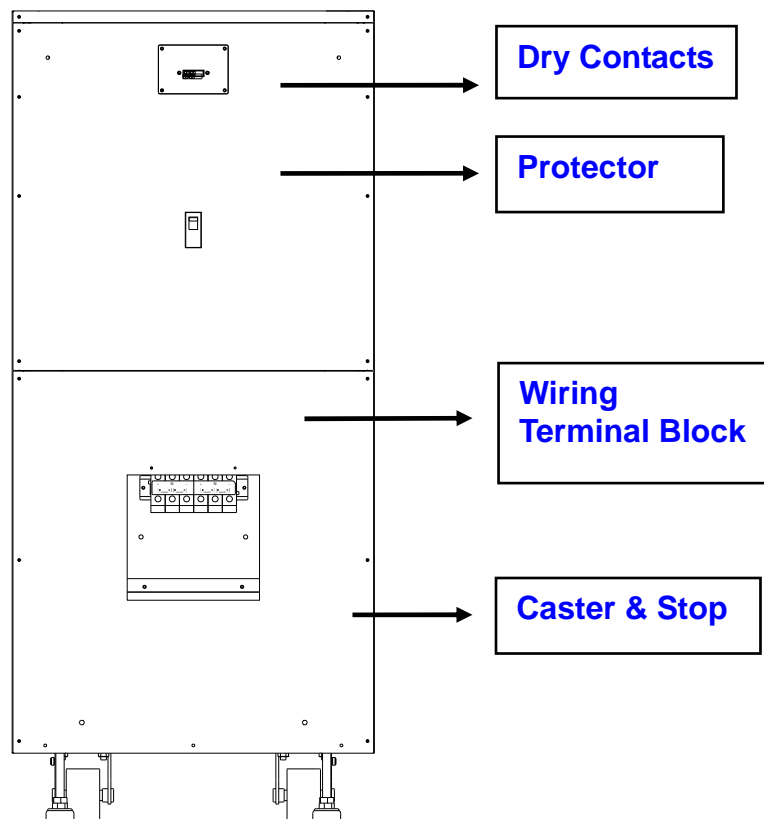 Dry Contacts
Protector
Wiring
Terminal Block
Caster & Stop